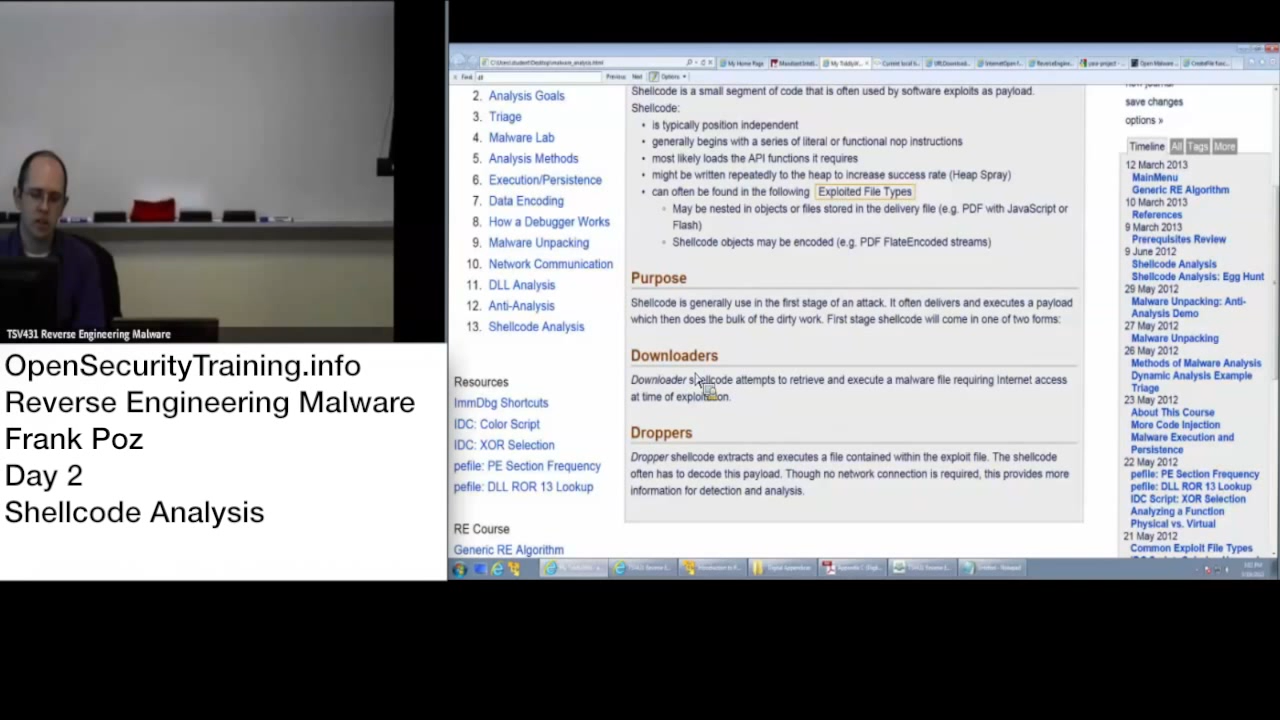 TSV431 Reverse Engineering Malware
OpenSecurityTraining.info
Reverse Engineering Malware
Frank Poz
Day 2
Shellcode Analysis
Find
Previous Next Options
2. Analysis Goals
3. Triage
4. Malware Lab
5. Analysis Methods
6. Execution/Persistence
7. Data Encoding
8. How a Debugger Works
9. Malware Unpacking
10. Network Communication
11. DLL Analysis
12. Anti-Analysis
13. Shellcode Analysis
Resources
ImmDbg Shortcuts
IDC: Color Script
IDC: XOR Selection
pefile: PE Section Frequency
pefile: DLL ROR 13 Lookup
RE Course
Generic RE Algorithm
Shellcode is a small segment of code that is often used by software exploits as payload.
Shellcode:
• is typically position independent
• generally begins with a series of literal or functional nop instructions
• most likely loads the API functions it requires
• might be written repeatedly to the heap to increase success rate (Heap Spray)
• can often be found in the following Exploited File Types
May be nested in objects or files stored in the delivery file (e.g. PDF with JavaScript or
Flash)
Shellcode objects may be encoded (e.g. PDF FlateEncoded streams)
Purpose
Shellcode is generally use in the first stage of an attack. It often delivers and executes a payload
which then does the bulk of the dirty work. First stage shellcode will come in one of two forms:
Downloaders
Downloader shellcode attempts to retrieve and execute a malware file requiring Internet access
at time of exploitation.
Droppers
Dropper shellcode extracts and executes a file contained within the exploit file. The shellcode
often has to decode this payload. Though no network connection is required, this provides more
information for detection and analysis.
save changes
options »
Timeline All Tags More
12 March 2013
MainMenu
Generic RE Algorithm
10 March 2013
References
9 March 2013
Prerequisites Review
9 June 2012
Shellcode Analysis
Shellcode Analysis: Egg Hunt
29 May 2012
Malware Unpacking: Anti-
Analysis Demo
27 May 2012
Malware Unpacking
26 May 2012
Methods of Malware Analysis
Dynamic Analysis Example
Triage
23 May 2012
About This Course
More Code Injection
Malware Execution and
Persistence
22 May 2012
pefile: PE Section Frequency
pefile: DLL ROR 13 Lookup
IDC Script: XOR Selection
Analyzing a Function
Physical vs. Virtual
21 May 2012
Common Exploit File Types